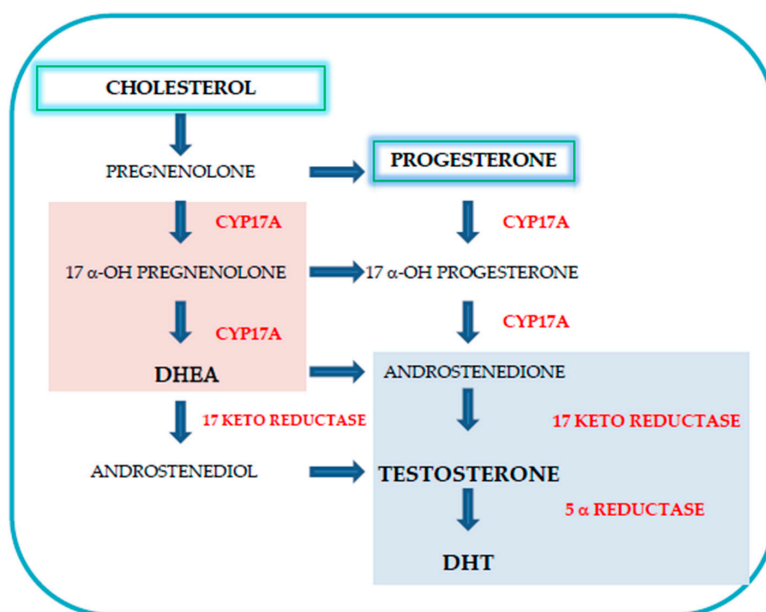 CHOLESTEROL
PREGNENOLONE
PROGESTERONE
CYP17A
CYP17A
17 α-OH PREGNENOLONE
17 α-OH PROGESTERONE
CYP17A
CYP17A
DHEA
ANDROSTENEDIONE
17 KETO REDUCTASE
17 KETO REDUCTASE
ANDROSTENEDIOL
TESTOSTERONE
5 α REDUCTASE
DHT